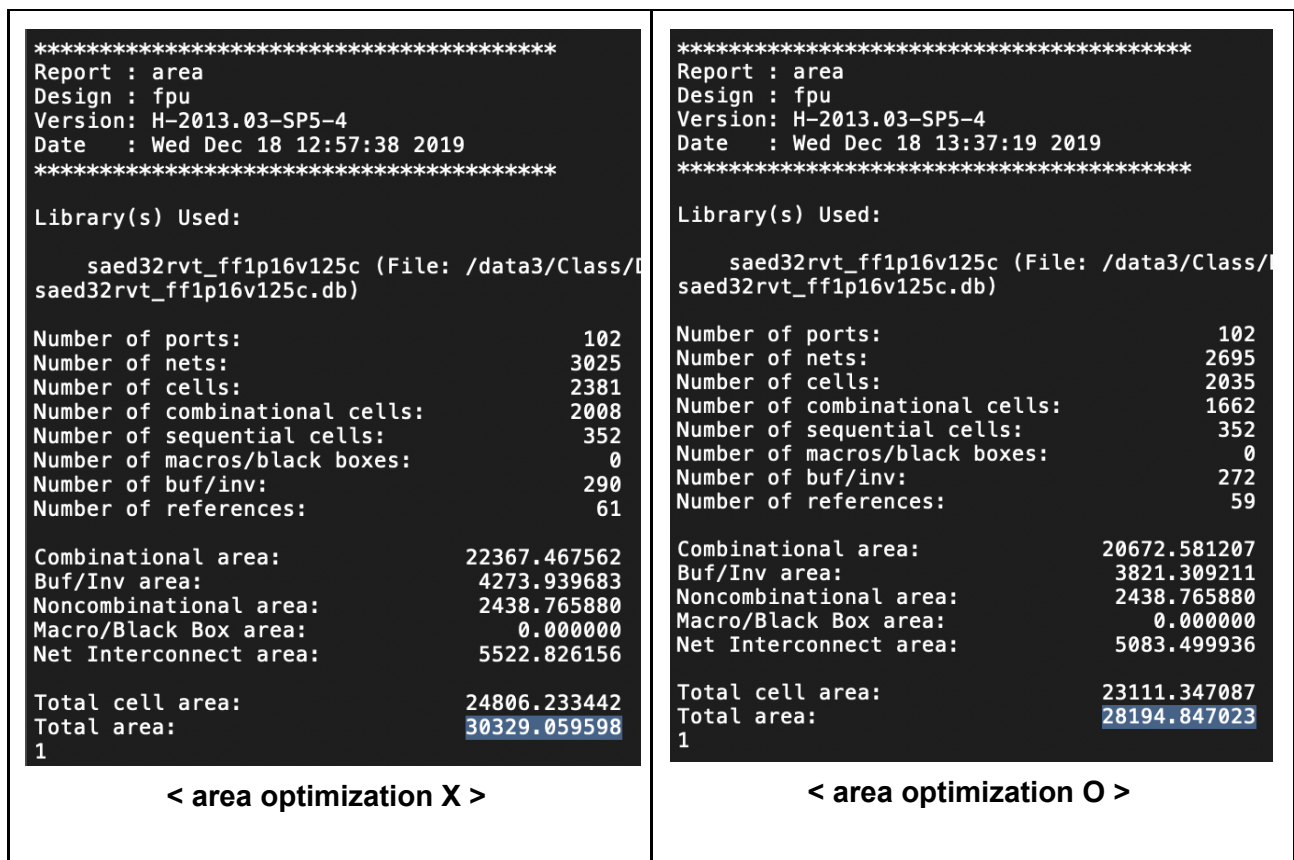 ****************************************
Report : area
Design : fpu
Version: H-2013.03-SP5-4
Date   : Wed Dec 18 12:57:38 2019
****************************************
Library(s) Used:
saed32rvt_ff1p16v125c (File: /data3/Class/
saed32rvt_ff1p16v125c.db)
Number of ports: 102
Number of nets: 3025
Number of cells: 2381
Number of combinational cells: 2008
Number of sequential cells: 352
Number of macros/black boxes: 0
Number of buf/inv: 290
Number of references: 61
Combinational area: 22367.467562
Buf/Inv area: 4273.939683
Noncombinational area: 2438.765880
Macro/Black Box area: 0.000000
Net Interconnect area: 5522.826156
Total cell area: 24806.233442
Total area: 30329.059598
1
< area optimization X >
****************************************
Report : area
Design : fpu
Version: H-2013.03-SP5-4
Date   : Wed Dec 18 13:37:19 2019
****************************************
Library(s) Used:
saed32rvt_ff1p16v125c (File: /data3/Class/
saed32rvt_ff1p16v125c.db)
Number of ports: 102
Number of nets: 2695
Number of cells: 2035
Number of combinational cells: 1662
Number of sequential cells: 352
Number of macros/black boxes: 0
Number of buf/inv: 272
Number of references: 59
Combinational area: 20672.581207
Buf/Inv area: 3821.309211
Noncombinational area: 2438.765880
Macro/Black Box area: 0.000000
Net Interconnect area: 5083.499936
Total cell area: 23111.347087
Total area: 28194.847023
1
< area optimization O >